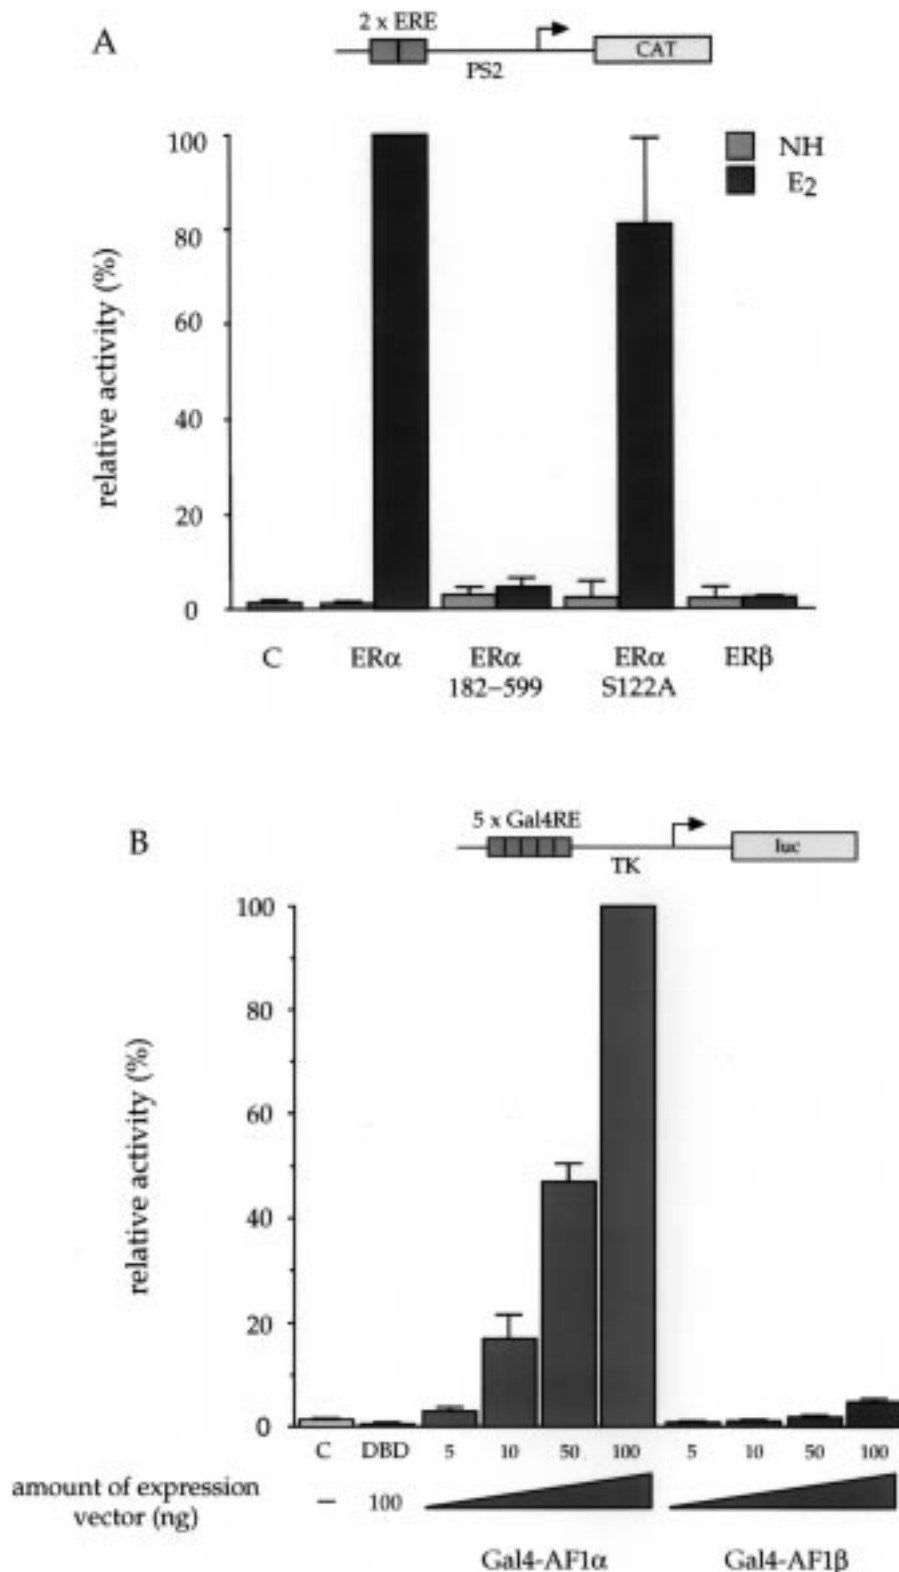 A
2 x ERE
PS2
CAT
NH
E2
relative activity (%)
100
80
60
40
20
0
C
ERα
ERα
182–599
ERα
S122A
ERβ
B
5 x Gal4RE
TK
luc
relative activity (%)
100
80
60
40
20
0
C DBD 5 10 50 100 5 10 50 100
amount of expression
vector (ng)
– 100
Gal4-AF1α Gal4-AF1β